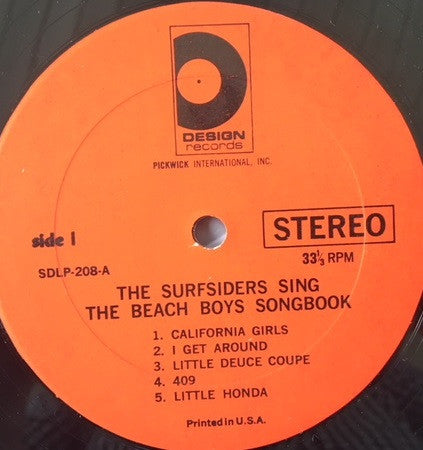 DESIGN
records
PICKWICK INTERNATIONAL, INC.
side 1
STEREO
SDLP-208-A
33⅓ RPM
THE SURFSIDERS SING
THE BEACH BOYS SONGBOOK
1. CALIFORNIA GIRLS
2. I GET AROUND
3. LITTLE DEUCE COUPE
4. 409
5. LITTLE HONDA
Printed in U.S.A.